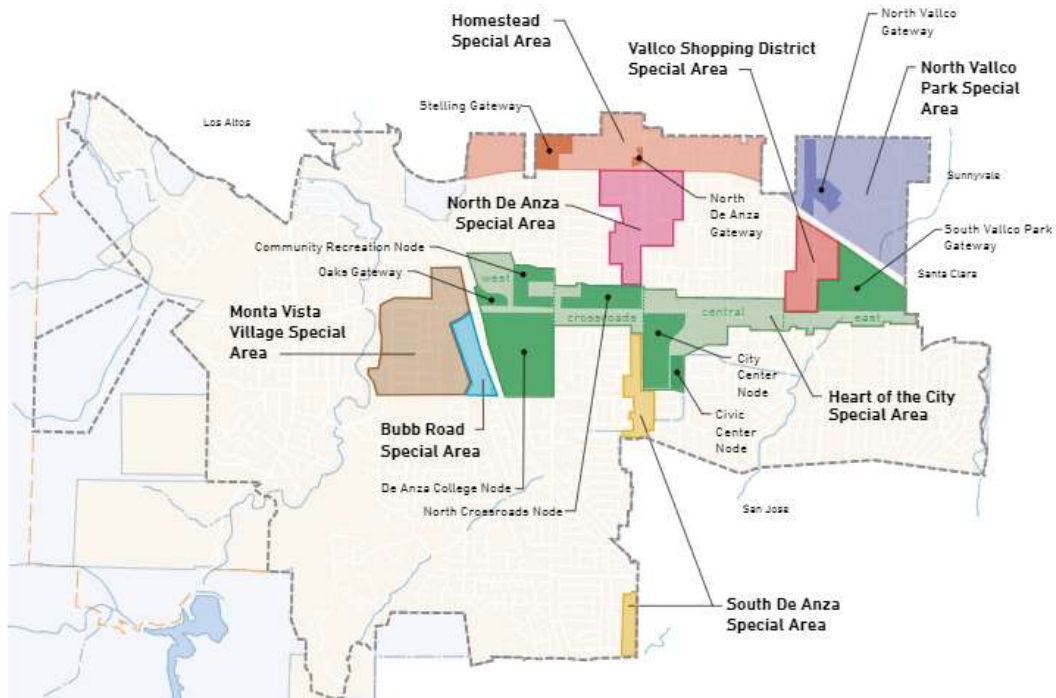 Homestead
Special Area
North Vallco
Gateway
Vallco Shopping District
Special Area
North Vallco
Park Special
Area
Stelling Gateway
Los Altos
Sunnyvale
North De Anza
Special Area
North
De Anza
Gateway
South Vallco Park
Gateway
Community Recreation Node
Oaks Gateway
west
Santa Clara
Monta Vista
Village Special
Area
crossroads
central
east
City
Center
Node
Heart of the City
Special Area
Civic
Center
Node
Bubb Road
Special Area
De Anza College Node
North Crossroads Node
San Jose
South De Anza
Special Area